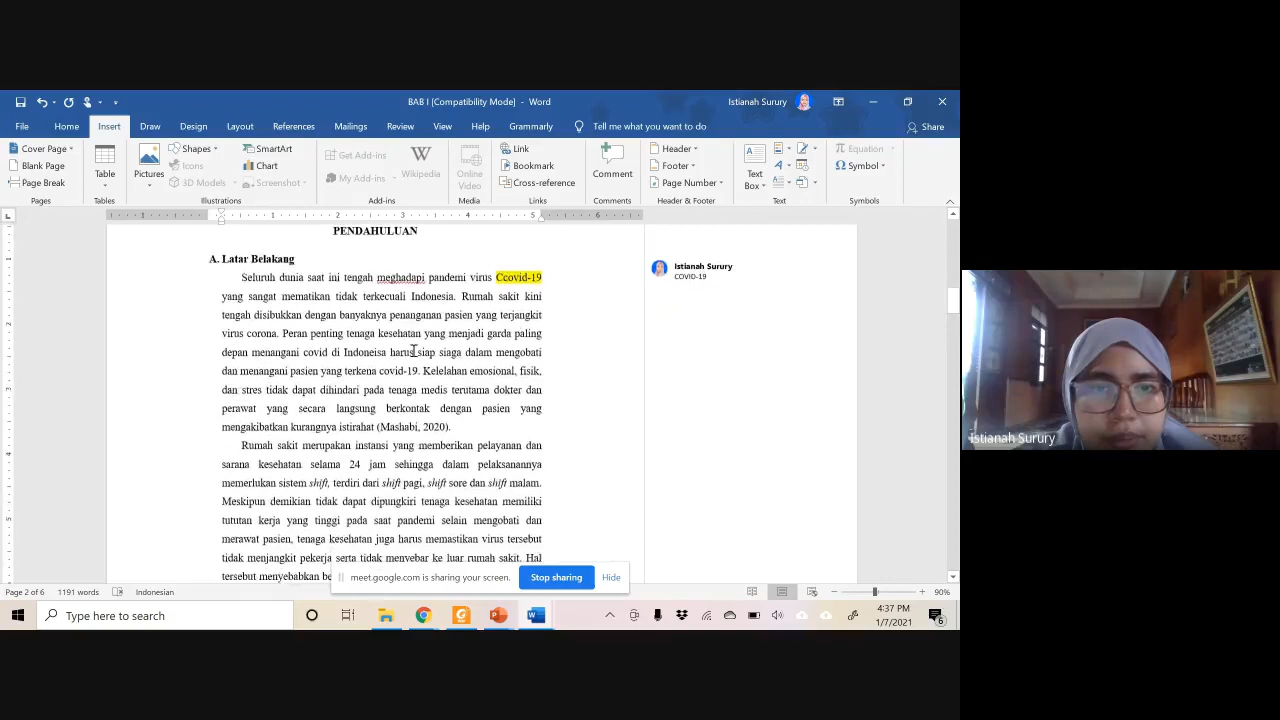 BAB I [Compatibility Mode] - Word
Istianah Surury
File Home Insert Draw Design Layout References Mailings Review View Help Grammarly Tell me what you want to do Share
Cover Page
Blank Page
Page Break
Pages
Table
Tables
Pictures
Shapes
Icons
3D Models
SmartArt
Chart
Screenshot
Illustrations
Get Add-ins
My Add-ins
Wikipedia
Add-ins
Online Video
Media
Link
Bookmark
Cross-reference
Links
Comment
Comments
Header
Footer
Page Number
Header & Footer
Text Box
Text
Equation
Symbol
Symbols
PENDAHULUAN
A. Latar Belakang
Seluruh dunia saat ini tengah meghadapi pandemi virus Ccovid-19
yang sangat mematikan tidak terkecuali Indonesia. Rumah sakit kini
tengah disibukkan dengan banyaknya penanganan pasien yang terjangkit
virus corona. Peran penting tenaga kesehatan yang menjadi garda paling
depan menangani covid di Indoneisa harus siap siaga dalam mengobati
dan menangani pasien yang terkena covid-19. Kelelahan emosional, fisik,
dan stres tidak dapat dihindari pada tenaga medis terutama dokter dan
perawat yang secara langsung berkontak dengan pasien yang
mengakibatkan kurangnya istirahat (Mashabi, 2020).
Rumah sakit merupakan instansi yang memberikan pelayanan dan
sarana kesehatan selama 24 jam sehingga dalam pelaksanannya
memerlukan sistem shift, terdiri dari shift pagi, shift sore dan shift malam.
Meskipun demikian tidak dapat dipungkiri tenaga kesehatan memiliki
tututan kerja yang tinggi pada saat pandemi selain mengobati dan
merawat pasien, tenaga kesehatan juga harus memastikan virus tersebut
tidak menjangkit pekerja serta tidak menyebar ke luar rumah sakit. Hal
tersebut menyebabkan
Istianah Surury
COVID-19
meet.google.com is sharing your screen. Stop sharing Hide
Page 2 of 6 1191 words Indonesian 90%
Type here to search
4:37 PM
1/7/2021
6
Istianah Surury